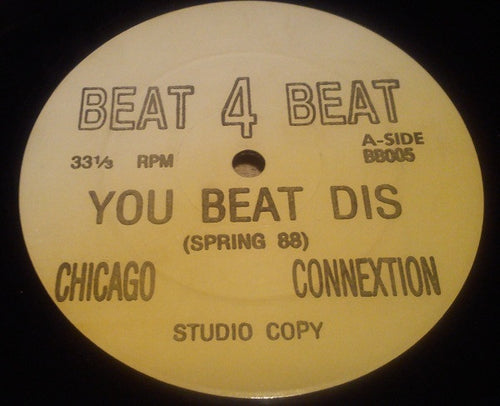 BEAT 4 BEAT
33⅓ RPM
A-SIDE
BB005
YOU BEAT DIS
(SPRING 88)
CHICAGO CONNEXTION
STUDIO COPY